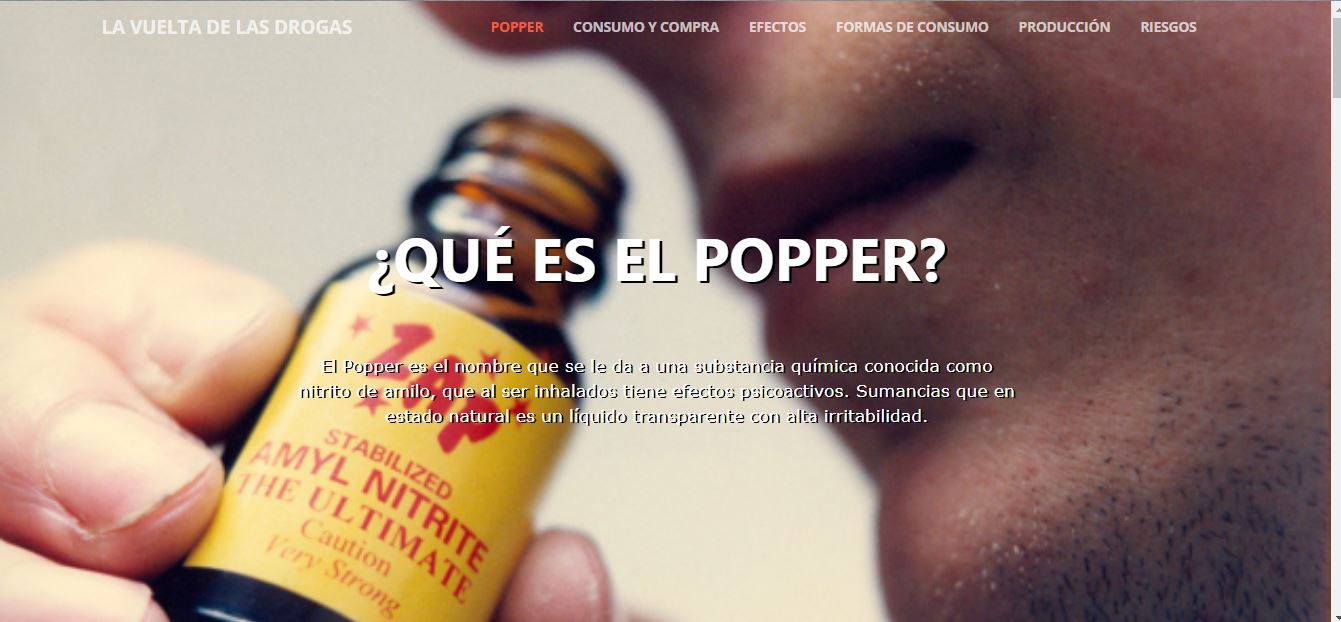 LA VUELTA DE LAS DROGAS
POPPER CONSUMO Y COMPRA EFECTOS FORMAS DE CONSUMO PRODUCCIÓN RIESGOS
¿QUÉ ES EL POPPER?
El Popper es el nombre que se le da a una substancia química conocida como
nitrito de amilo, que al ser inhalados tiene efectos psicoactivos. Sumancias que en
estado natural es un líquido transparente con alta irritabilidad.
ZAP
STABILIZED
AMYL NITRITE
THE ULTIMATE
Caution
Very Strong